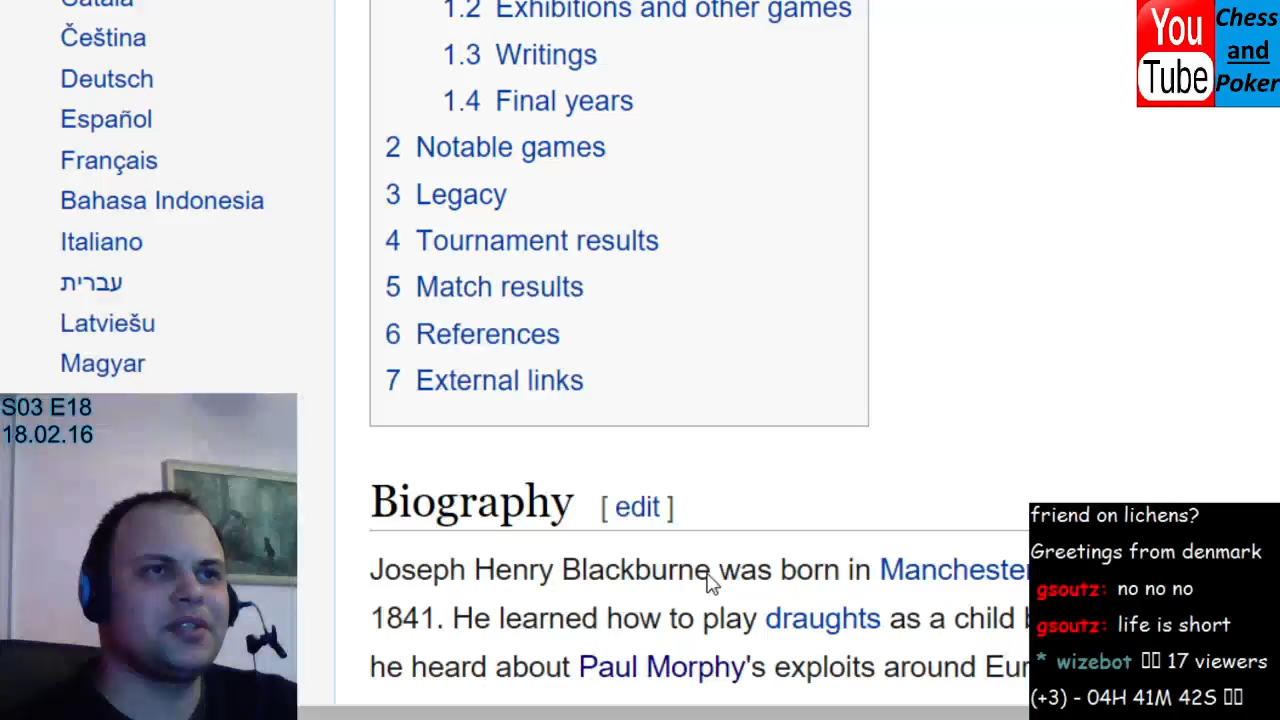 Català
Čeština
Deutsch
Español
Français
Bahasa Indonesia
Italiano
עברית
Latviešu
Magyar
1.2 Exhibitions and other games
1.3 Writings
1.4 Final years
2 Notable games
3 Legacy
4 Tournament results
5 Match results
6 References
7 External links
You
Tube
Chess
and
Poker
S03 E18
18.02.16
Biography [ edit ]
Joseph Henry Blackburne was born in Manchester
1841. He learned how to play draughts as a child
he heard about Paul Morphy's exploits around
friend on lichens?
Greetings from denmark
gsoutz: no no no
gsoutz: life is short
* wizebot 17 viewers
(+3) - 04H 41M 42S